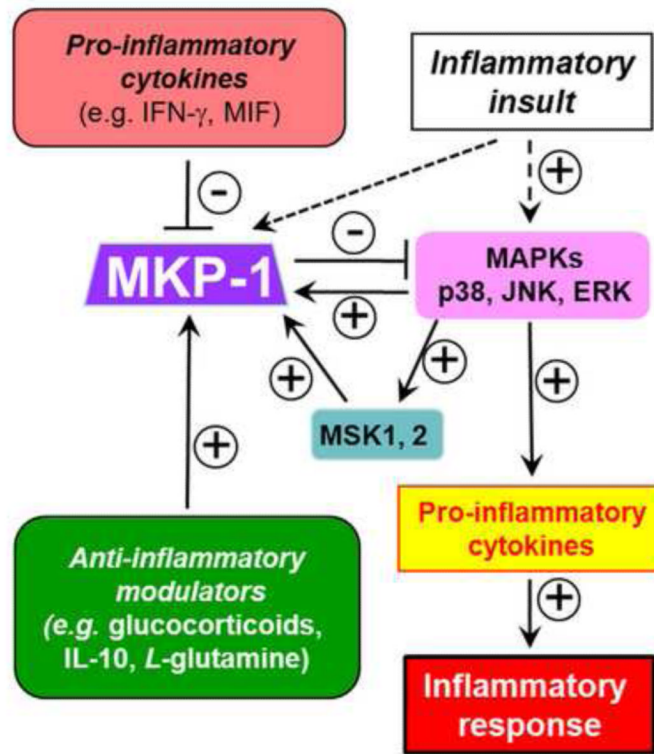 Pro-inflammatory
cytokines
(e.g. IFN-γ, MIF)
Inflammatory
insult
-
+
MKP-1
-
MAPKs
p38, JNK, ERK
+
+
+
+
MSK1, 2
+
Pro-inflammatory
cytokines
Anti-inflammatory
modulators
(e.g. glucocorticoids,
IL-10, L-glutamine)
+
Inflammatory
response